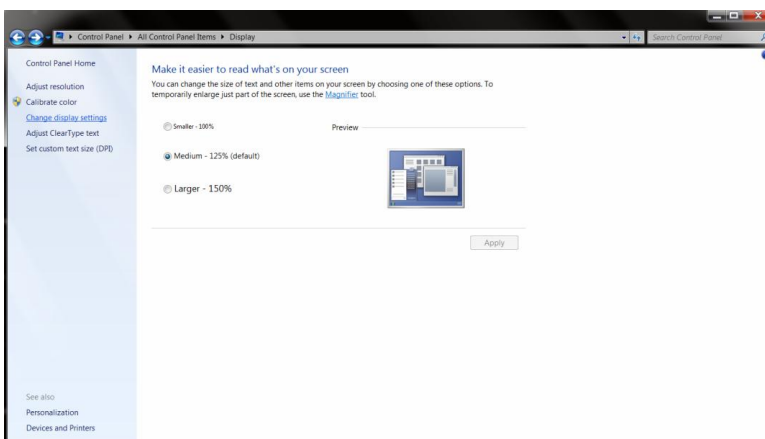 Control Panel All Control Panel Items Display
Search Control Panel
Control Panel Home
Adjust resolution
Calibrate color
Change display settings
Adjust ClearType text
Set custom text size (DPI)
Make it easier to read what's on your screen
You can change the size of text and other items on your screen by choosing one of these options. To
temporarily enlarge just part of the screen, use the Magnifier tool.
Smaller - 100%
Preview
Medium - 125% (default)
Larger - 150%
Apply
See also
Personalization
Devices and Printers